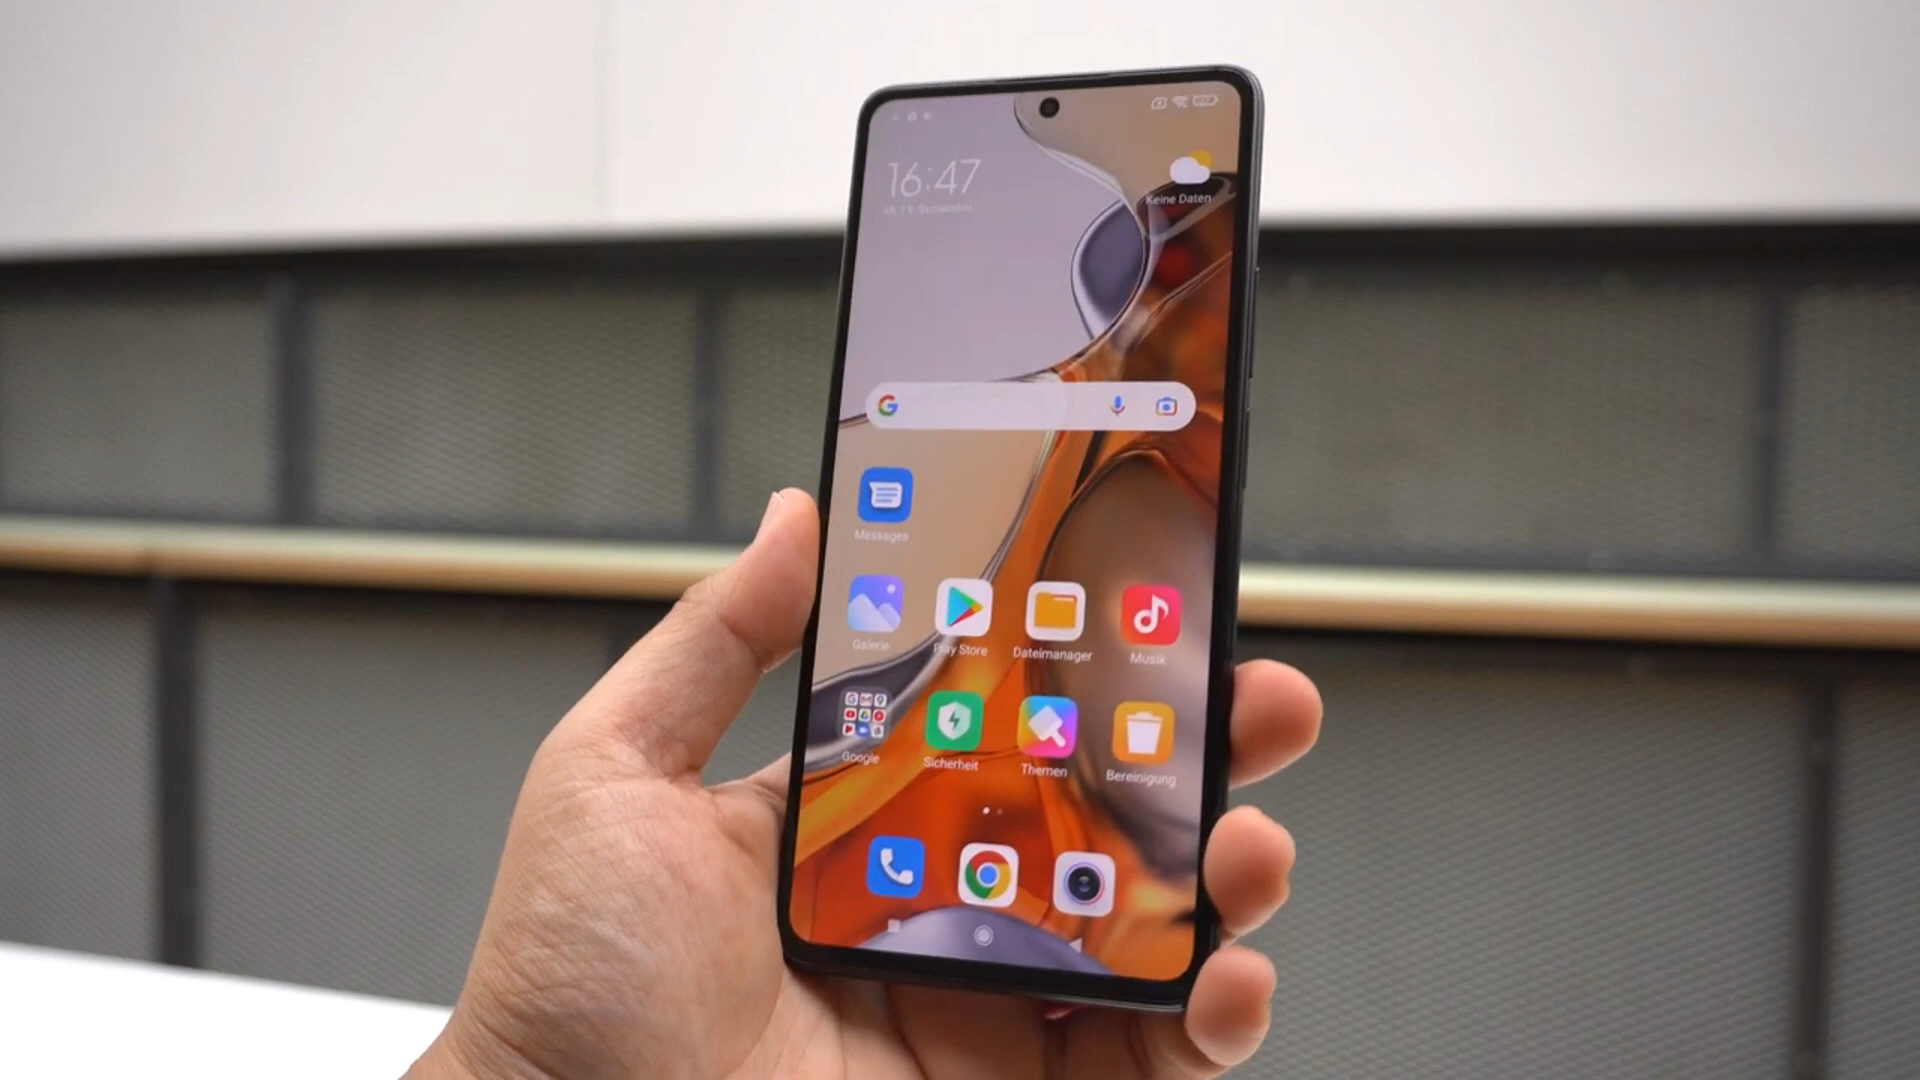 16:47
Keine Daten
Messages
Galerie
Play Store
Dateimanager
Musik
Google
Sicherheit
Themen
Bereinigung